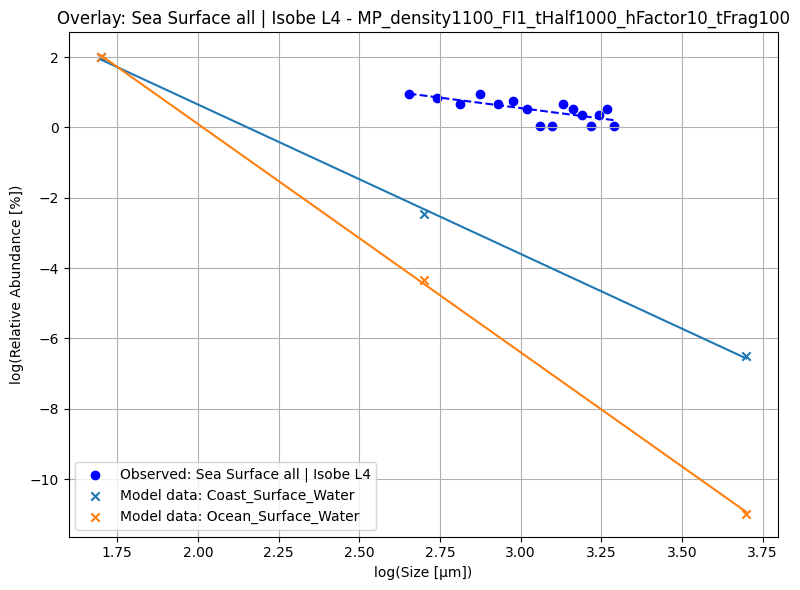 Overlay: Sea Surface all | Isobe L4 - MP_density1100_FI1_tHalf1000_hFactor10_tFrag100
2
0
−2
−4
−6
−8
−10
log(Relative Abundance [%])
Observed: Sea Surface all | Isobe L4
Model data: Coast_Surface_Water
Model data: Ocean_Surface_Water
1.75 2.00 2.25 2.50 2.75 3.00 3.25 3.50 3.75
log(Size [µm])